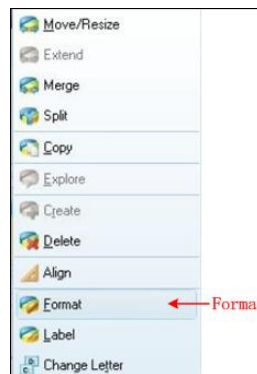 Move/Resize
Extend
Merge
Split
Copy
Explore
Create
Delete
Align
Format Forma
Label
Change Letter